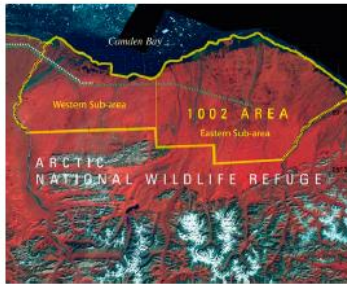 Camden Bay
Western Sub-area
1002 AREA
Eastern Sub-area
ARCTIC
NATIONAL WILDLIFE REFUGE